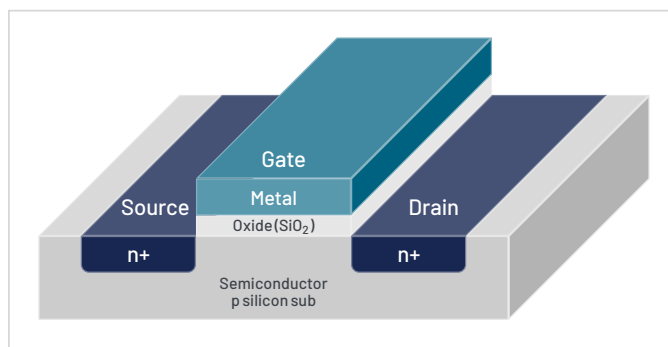 Gate
Metal
Source
Drain
Oxide (SiO₂)
n+
n+
Semiconductor
p silicon sub